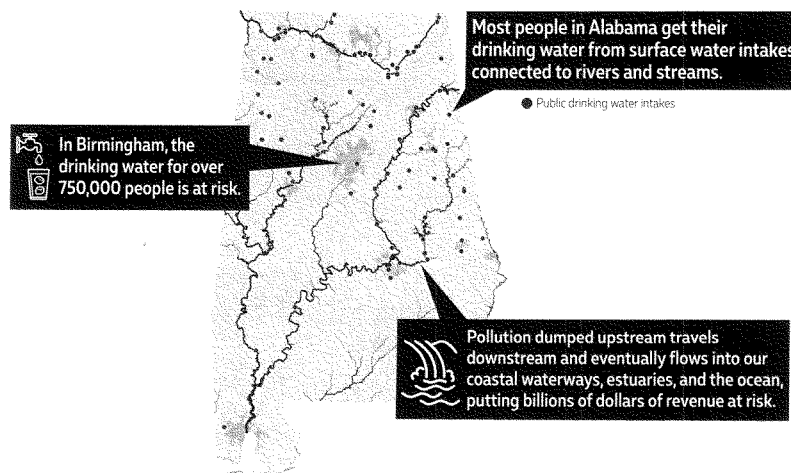 Most people in Alabama get their
drinking water from surface water intakes
connected to rivers and streams.
Public drinking water intakes
In Birmingham, the
drinking water for over
750,000 people is at risk.
Pollution dumped upstream travels
downstream and eventually flows into our
coastal waterways, estuaries, and the ocean,
putting billions of dollars of revenue at risk.